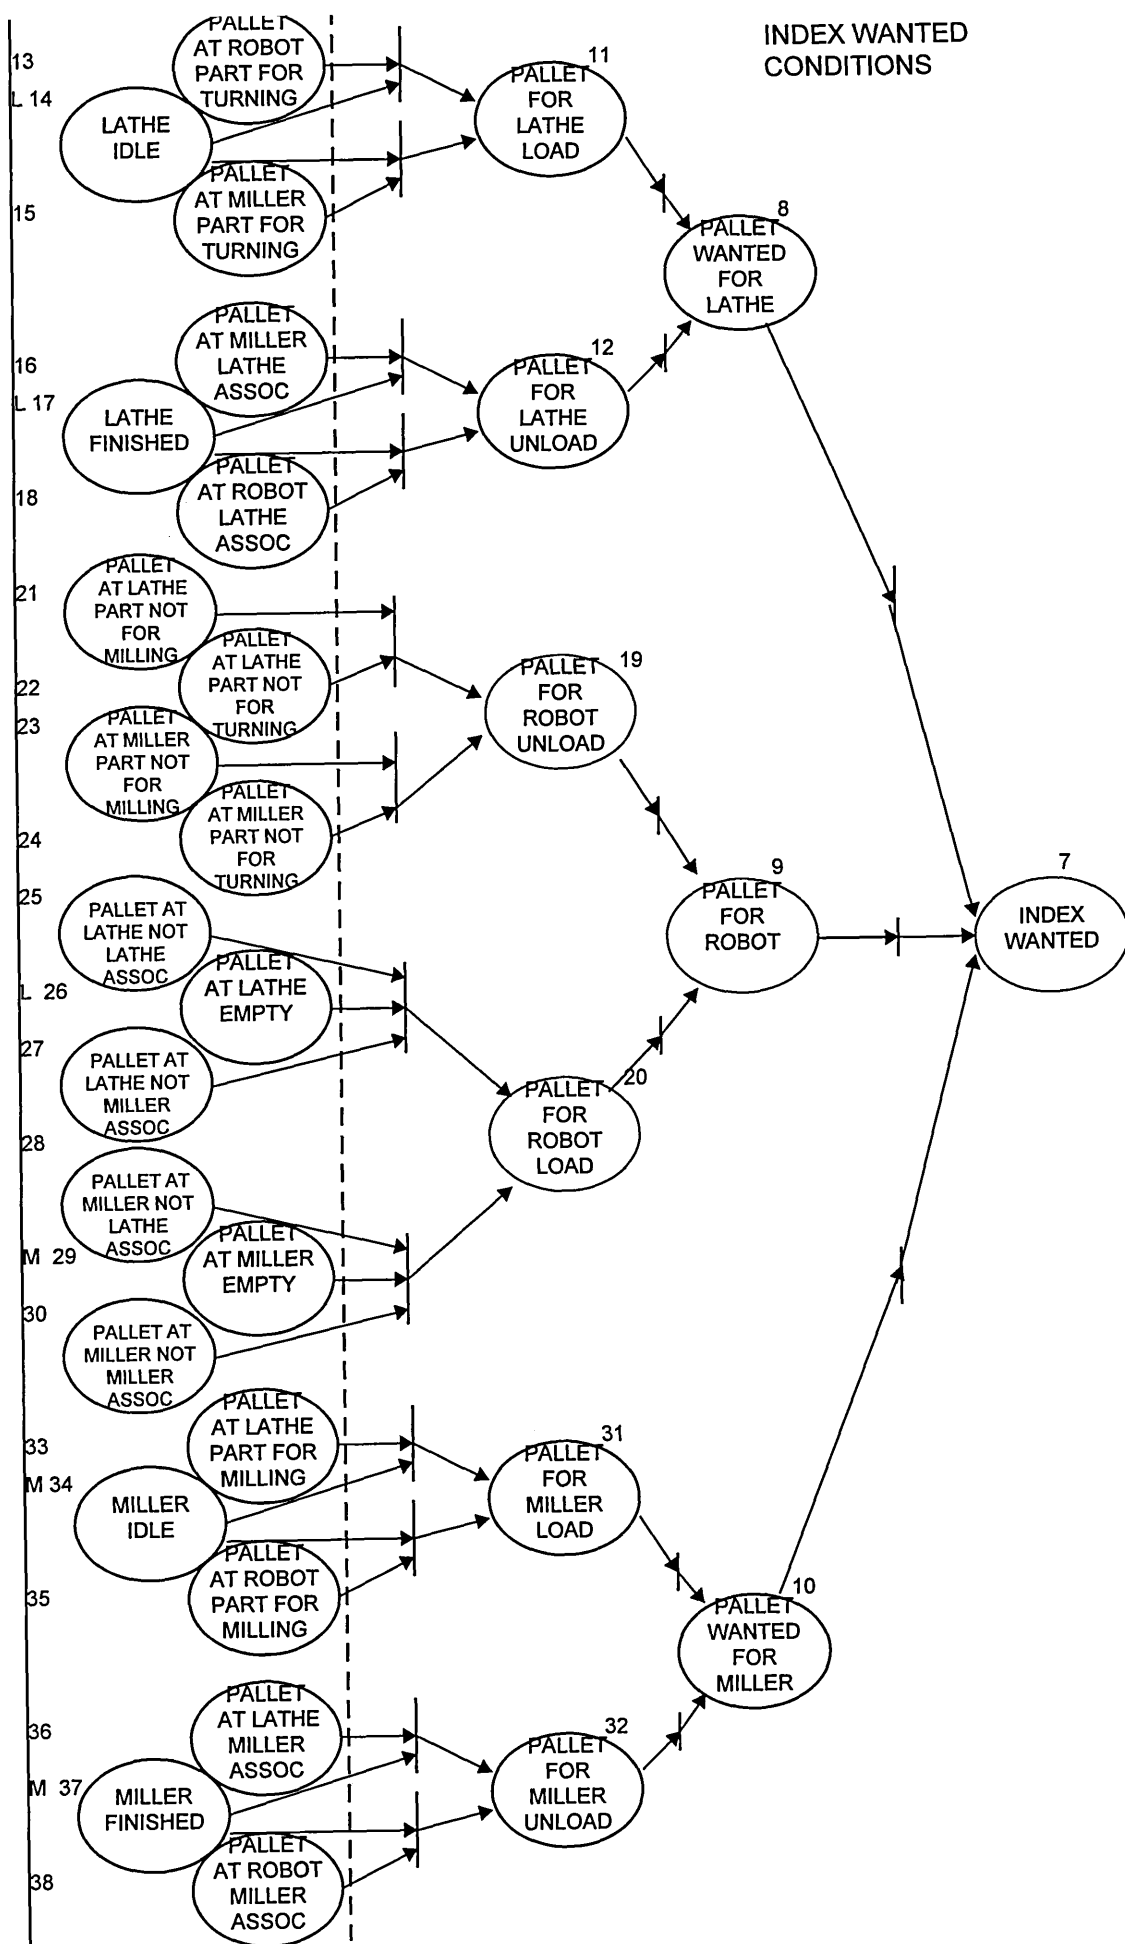 INDEX WANTED
CONDITIONS
13
PALLET
AT ROBOT
PART FOR
TURNING
L 14
LATHE
IDLE
15
PALLET
AT MILLER
PART FOR
TURNING
11
PALLET
FOR
LATHE
LOAD
8
PALLET
WANTED
FOR
LATHE
16
PALLET
AT MILLER
LATHE
ASSOC
L 17
LATHE
FINISHED
18
PALLET
AT ROBOT
LATHE
ASSOC
12
PALLET
FOR
LATHE
UNLOAD
21
PALLET
AT LATHE
PART NOT
FOR
MILLING
22
PALLET
AT LATHE
PART NOT
FOR
TURNING
23
PALLET
AT MILLER
PART NOT
FOR
MILLING
24
PALLET
AT MILLER
PART NOT
FOR
TURNING
19
PALLET
FOR
ROBOT
UNLOAD
9
PALLET
FOR
ROBOT
7
INDEX
WANTED
25
PALLET AT
LATHE NOT
LATHE
ASSOC
L 26
PALLET
AT LATHE
EMPTY
27
PALLET AT
LATHE NOT
MILLER
ASSOC
20
PALLET
FOR
ROBOT
LOAD
28
PALLET AT
MILLER NOT
LATHE
ASSOC
M 29
PALLET
AT MILLER
EMPTY
30
PALLET AT
MILLER NOT
MILLER
ASSOC
33
PALLET
AT LATHE
PART FOR
MILLING
M 34
MILLER
IDLE
35
PALLET
AT ROBOT
PART FOR
MILLING
31
PALLET
FOR
MILLER
LOAD
10
PALLET
WANTED
FOR
MILLER
36
PALLET
AT LATHE
MILLER
ASSOC
M 37
MILLER
FINISHED
38
PALLET
AT ROBOT
MILLER
ASSOC
32
PALLET
FOR
MILLER
UNLOAD